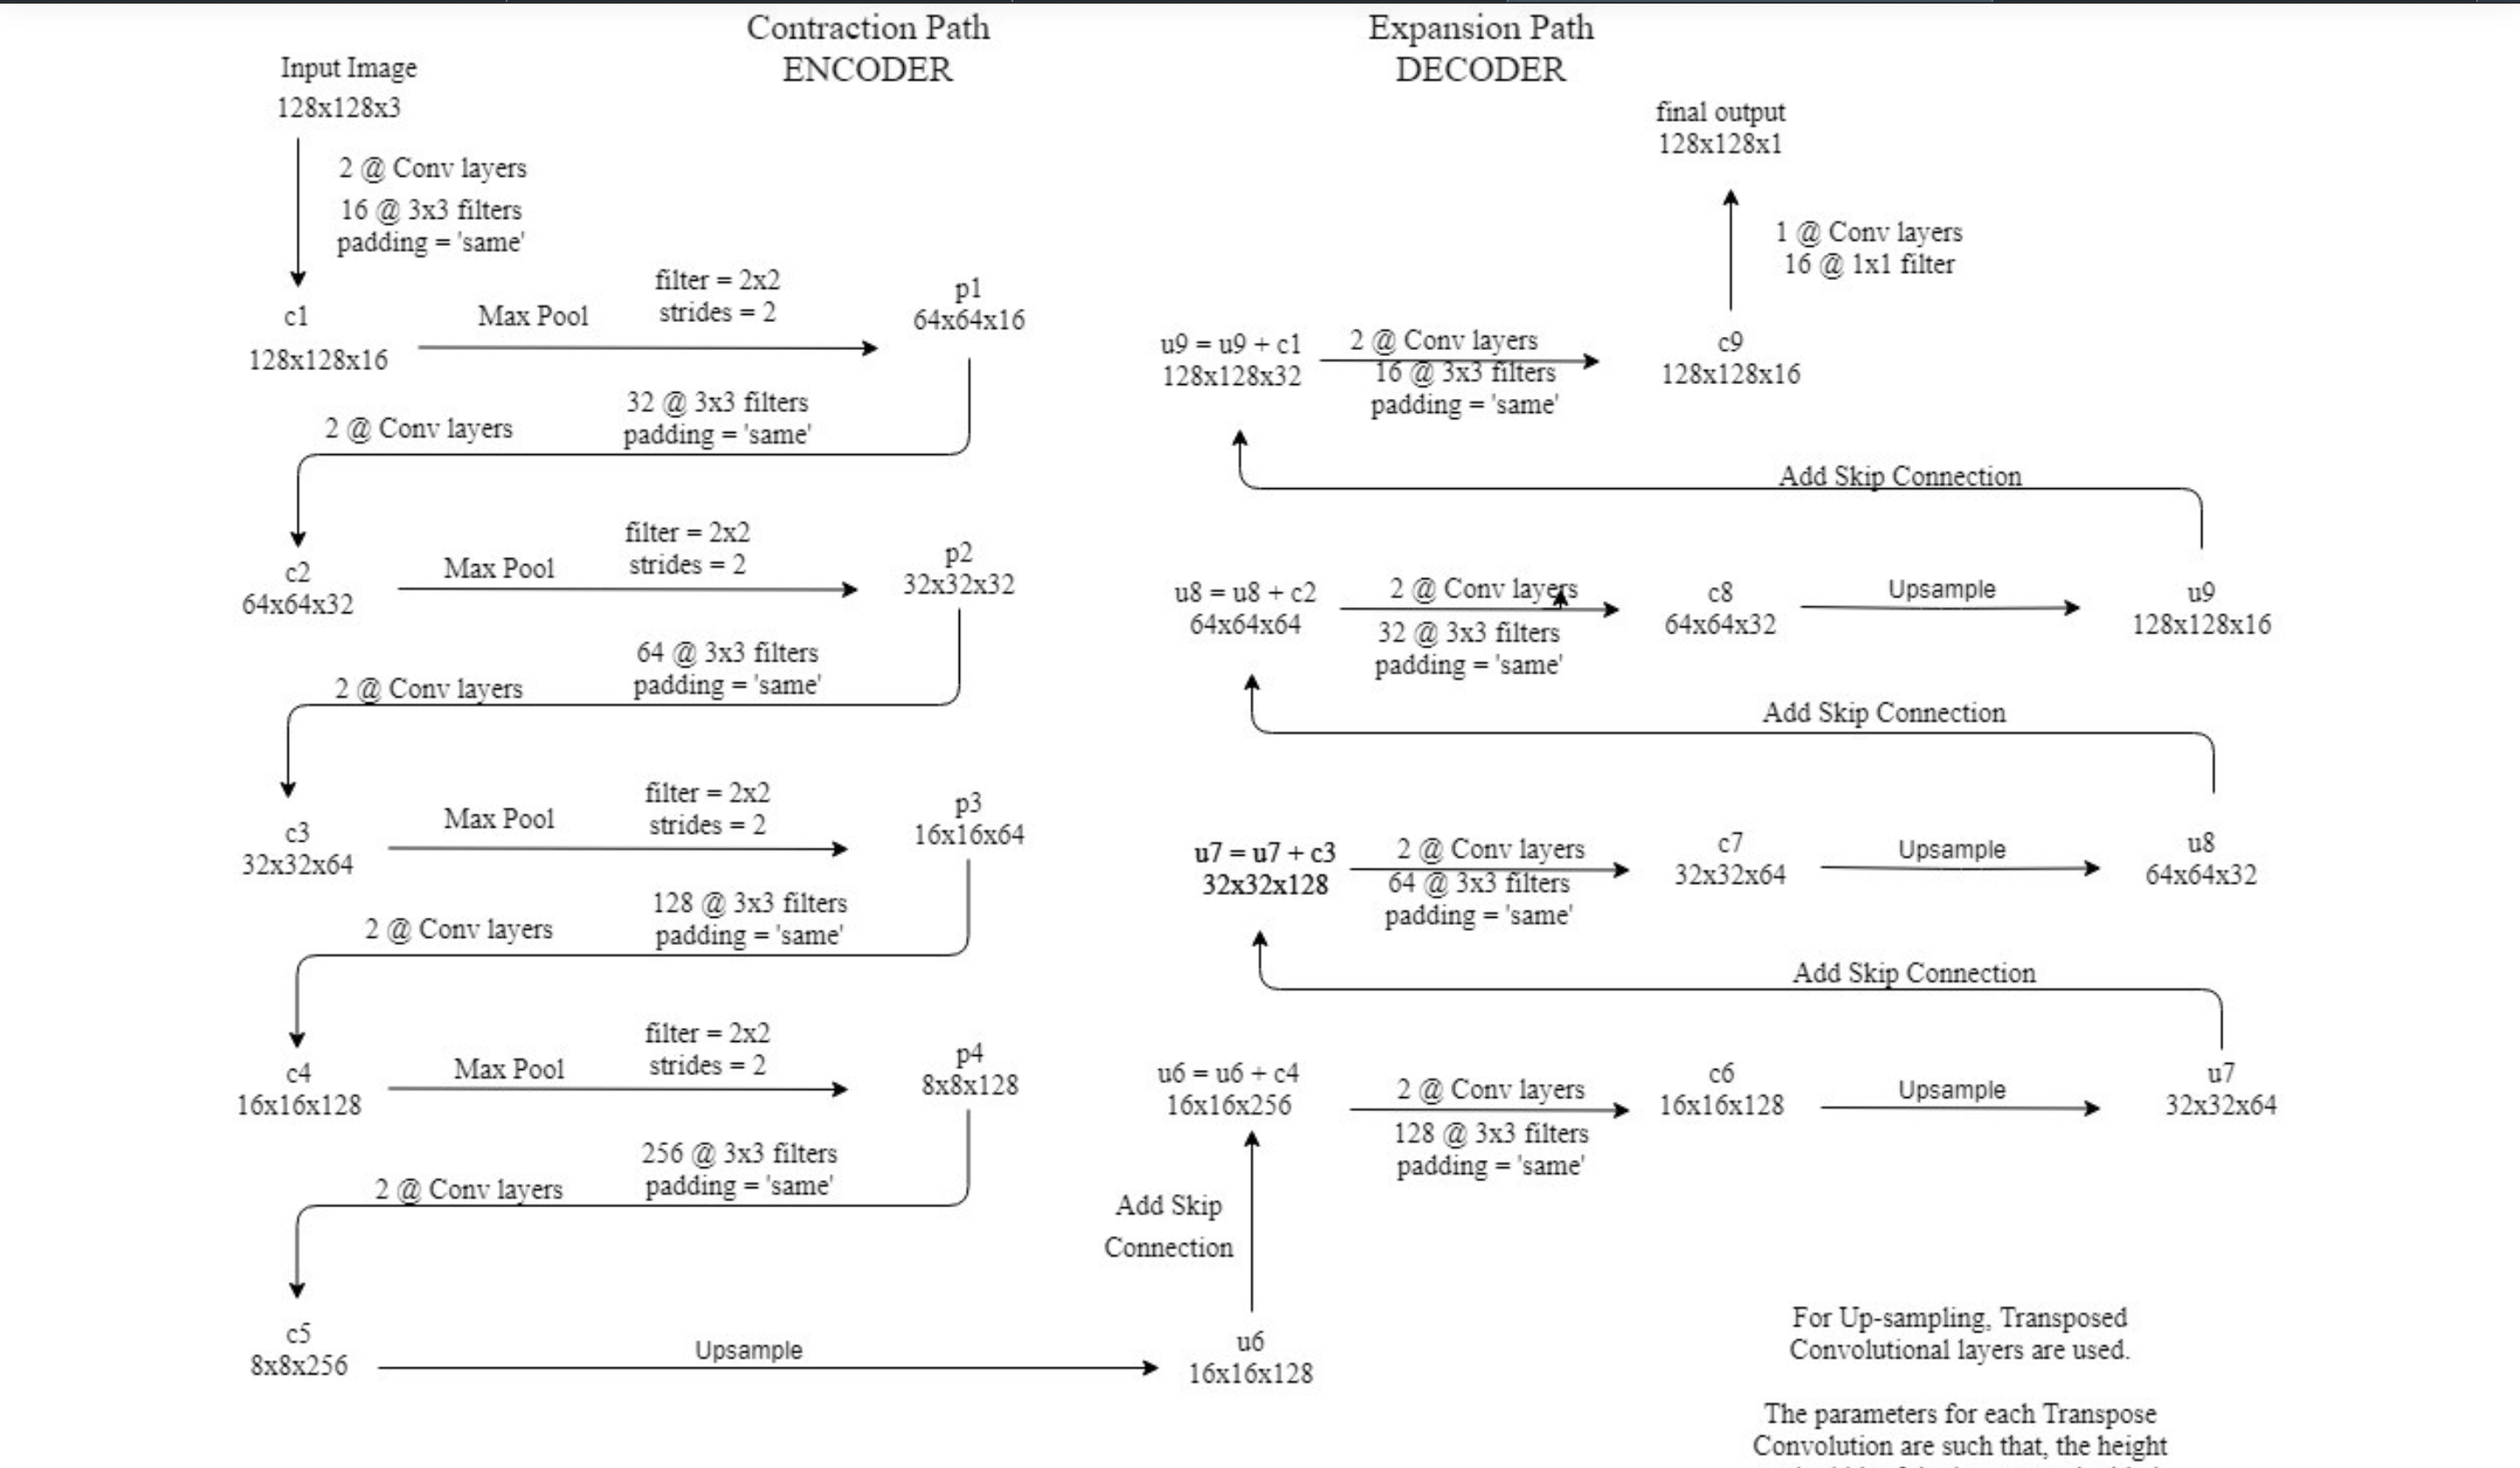 Contraction Path
ENCODER
Input Image
128x128x3
2 @ Conv layers
16 @ 3x3 filters
padding = 'same'
c1
128x128x16
Max Pool
filter = 2x2
strides = 2
p1
64x64x16
2 @ Conv layers
32 @ 3x3 filters
padding = 'same'
c2
64x64x32
Max Pool
filter = 2x2
strides = 2
p2
32x32x32
2 @ Conv layers
64 @ 3x3 filters
padding = 'same'
c3
32x32x64
Max Pool
filter = 2x2
strides = 2
p3
16x16x64
2 @ Conv layers
128 @ 3x3 filters
padding = 'same'
c4
16x16x128
Max Pool
filter = 2x2
strides = 2
p4
8x8x128
2 @ Conv layers
256 @ 3x3 filters
padding = 'same'
c5
8x8x256
Upsample
u6
16x16x128
Add Skip
Connection
Expansion Path
DECODER
final output
128x128x1
1 @ Conv layers
16 @ 1x1 filter
u9 = u9 + c1
128x128x32
2 @ Conv layers
16 @ 3x3 filters
padding = 'same'
c9
128x128x16
Add Skip Connection
u8 = u8 + c2
64x64x64
2 @ Conv layers
32 @ 3x3 filters
padding = 'same'
c8
64x64x32
Upsample
u9
128x128x16
Add Skip Connection
u7 = u7 + c3
32x32x128
2 @ Conv layers
64 @ 3x3 filters
padding = 'same'
c7
32x32x64
Upsample
u8
64x64x32
Add Skip Connection
u6 = u6 + c4
16x16x256
2 @ Conv layers
128 @ 3x3 filters
padding = 'same'
c6
16x16x128
Upsample
u7
32x32x64
For Up-sampling, Transposed
Convolutional layers are used.
The parameters for each Transpose
Convolution are such that, the height